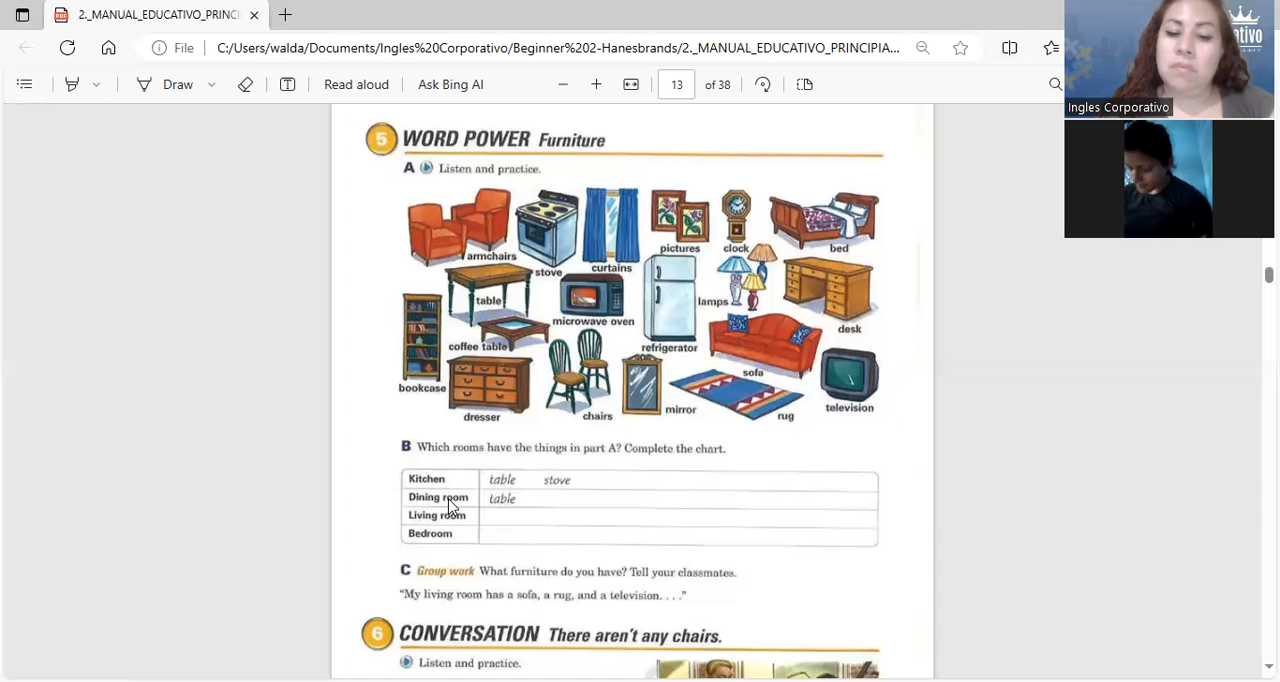 2._MANUAL_EDUCATIVO_PRINCI
File
C:/Users/walda/Documents/Ingles%20Corporativo/Beginner%202-Hanesbrands/2._MANUAL_EDUCATIVO_PRINCIPIA...
Draw
Read aloud
Ask Bing AI
13 of 38
Ingles Corporativo
5 WORD POWER Furniture
A Listen and practice.
armchairs
stove
curtains
pictures
clock
bed
table
microwave oven
lamps
desk
coffee table
refrigerator
sofa
bookcase
dresser
chairs
mirror
rug
television
B Which rooms have the things in part A? Complete the chart.
Kitchen table stove
Dining room table
Living room
Bedroom
C Group work What furniture do you have? Tell your classmates.
"My living room has a sofa, a rug, and a television. . . ."
6 CONVERSATION There aren't any chairs.
Listen and practice.